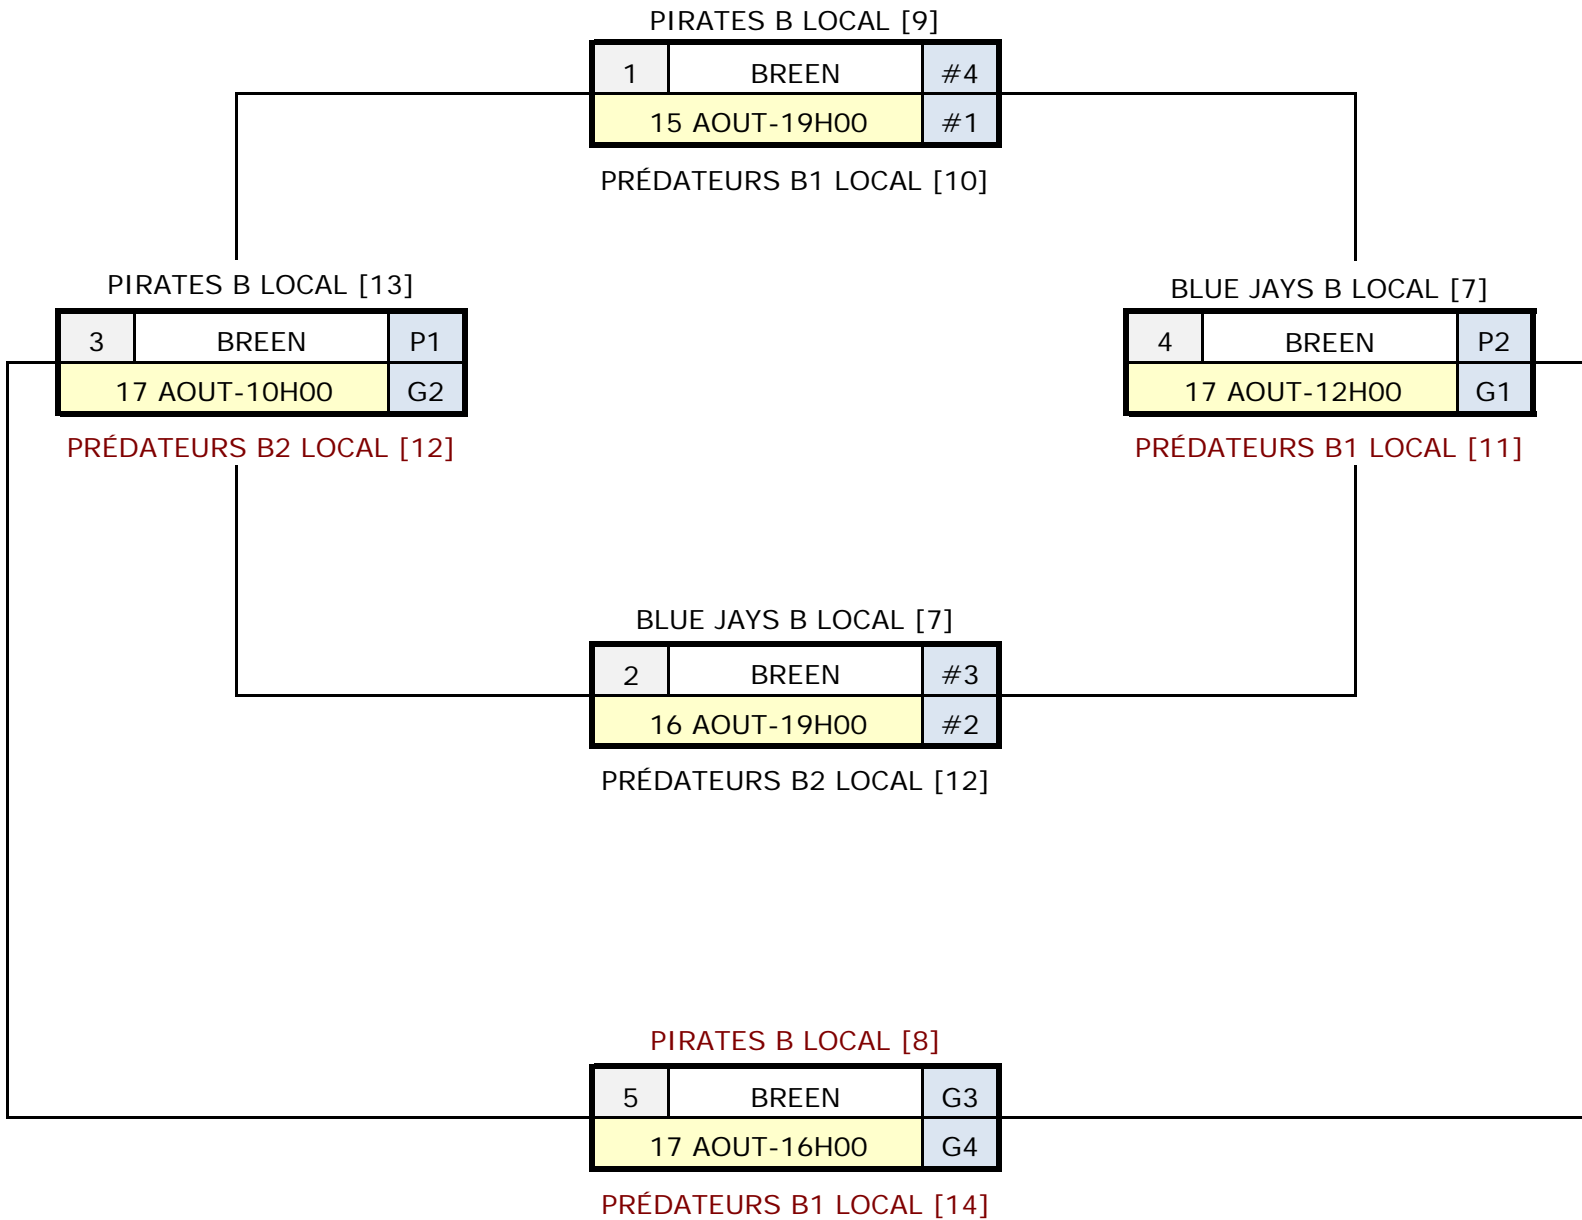 PIRATES B LOCAL [9]
1 BREEN #4
15 AOUT-19H00 #1
PRÉDATEURS B1 LOCAL [10]
PIRATES B LOCAL [13]
3 BREEN P1
17 AOUT-10H00 G2
PRÉDATEURS B2 LOCAL [12]
BLUE JAYS B LOCAL [7]
4 BREEN P2
17 AOUT-12H00 G1
PRÉDATEURS B1 LOCAL [11]
BLUE JAYS B LOCAL [7]
2 BREEN #3
16 AOUT-19H00 #2
PRÉDATEURS B2 LOCAL [12]
PIRATES B LOCAL [8]
5 BREEN G3
17 AOUT-16H00 G4
PRÉDATEURS B1 LOCAL [14]